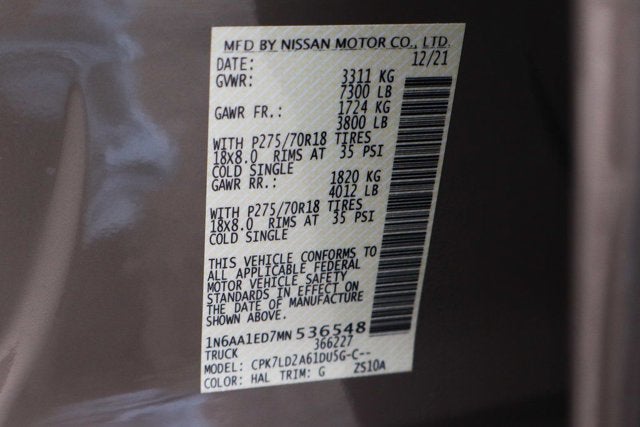 MFD BY NISSAN MOTOR CO., LTD.
DATE: 12/21
GVWR: 3311 KG
7300 LB
GAWR FR.: 1724 KG
3800 LB
WITH P275/70R18 TIRES
18x8.0 RIMS AT 35 PSI
COLD SINGLE
GAWR RR.: 1820 KG
4012 LB
WITH P275/70R18 TIRES
18x8.0 RIMS AT 35 PSI
COLD SINGLE
THIS VEHICLE CONFORMS TO
ALL APPLICABLE FEDERAL
MOTOR VEHICLE SAFETY
STANDARDS IN EFFECT ON
THE DATE OF MANUFACTURE
SHOWN ABOVE.
1N6AA1ED7MN536548
TRUCK 366227
MODEL: CPK7LD2A61DUSG-C--
COLOR: HAL TRIM: G ZS10A